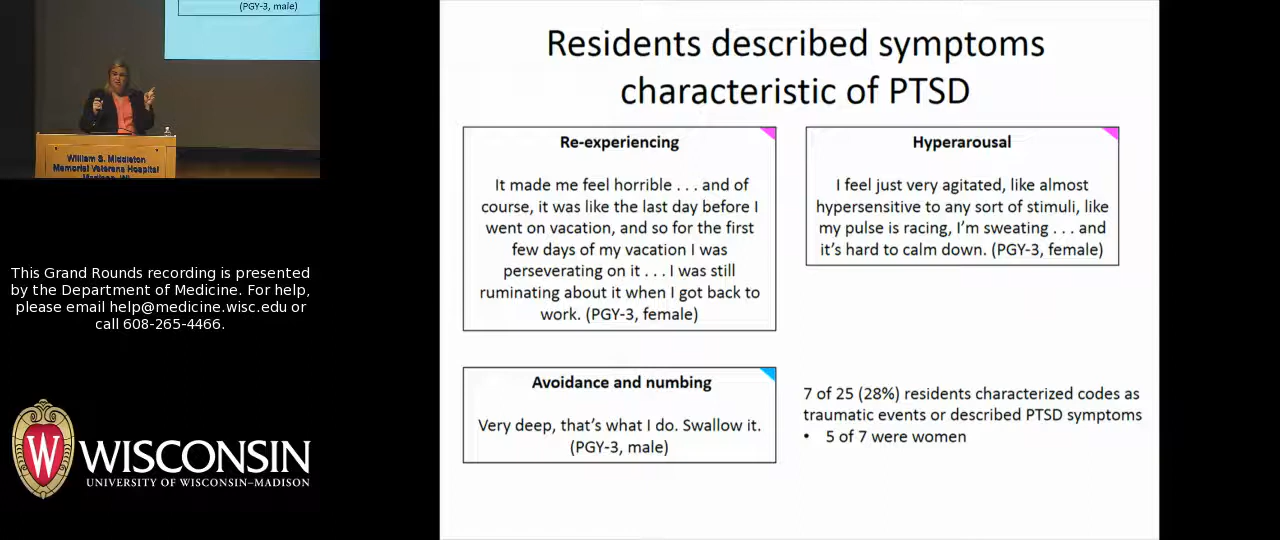 (PGY-3, male)
William S. Middleton
Memorial Veterans Hospital
This Grand Rounds recording is presented
by the Department of Medicine. For help,
please email help@medicine.wisc.edu or
call 608-265-4466.
W
WISCONSIN
UNIVERSITY OF WISCONSIN–MADISON
Residents described symptoms
characteristic of PTSD
Re-experiencing
It made me feel horrible . . . and of
course, it was like the last day before I
went on vacation, and so for the first
few days of my vacation I was
perseverating on it . . . I was still
ruminating about it when I got back to
work. (PGY-3, female)
Hyperarousal
I feel just very agitated, like almost
hypersensitive to any sort of stimuli, like
my pulse is racing, I'm sweating . . . and
it's hard to calm down. (PGY-3, female)
Avoidance and numbing
Very deep, that's what I do. Swallow it.
(PGY-3, male)
7 of 25 (28%) residents characterized codes as
traumatic events or described PTSD symptoms
• 5 of 7 were women